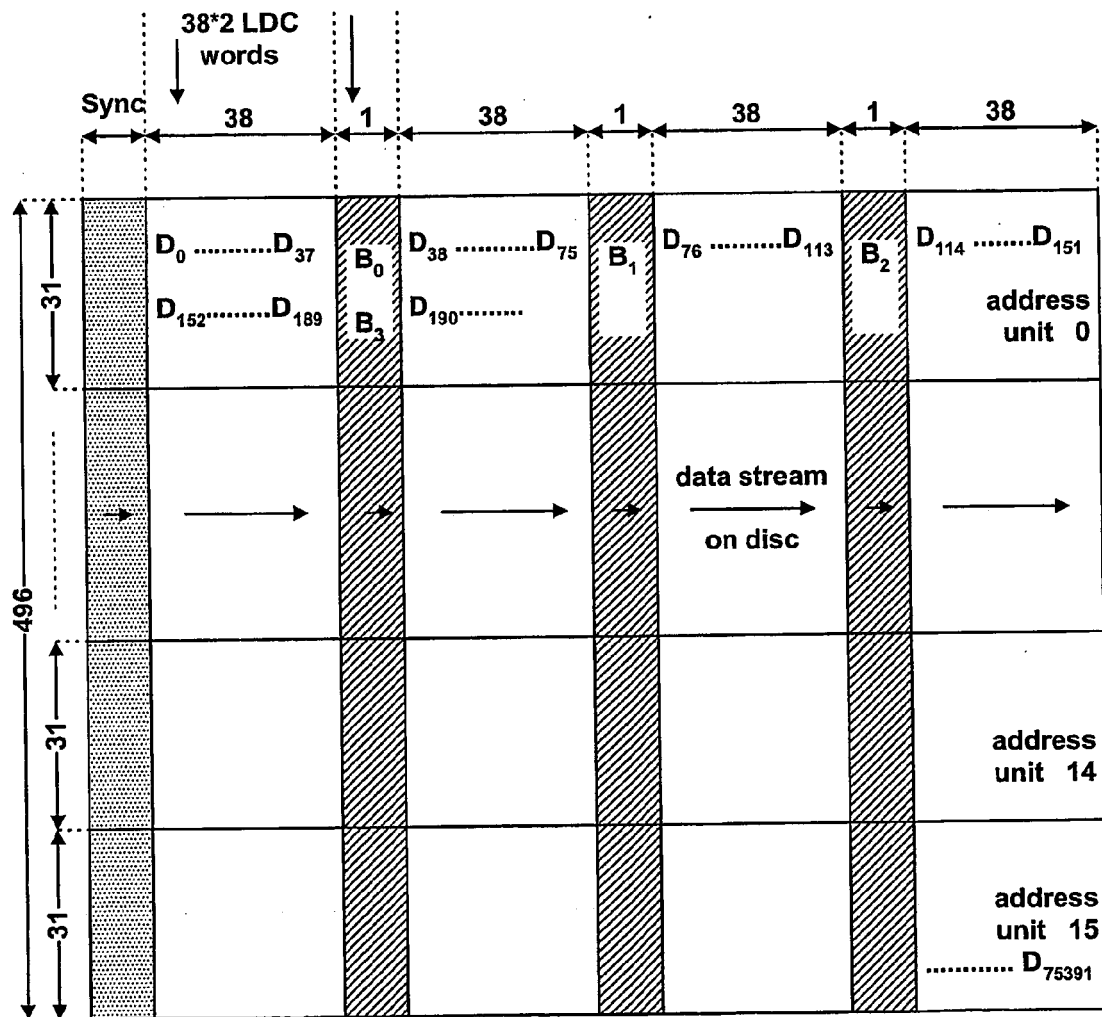 38*2 LDC
words
Sync 38 1 38 1 38 1 38
D0 ..........D37 B0 D38 ........D75 B1 D76 ........D113 B2 D114 .......D151
31
D152.........D189 B3 D190.........
address
unit 0
data stream
on disc
496
31
address
unit 14
31
address
unit 15
.......... D75391